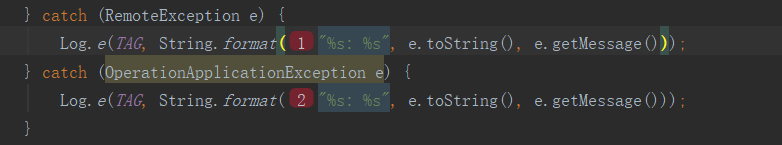 } catch (RemoteException e) {
Log.e(TAG, String.format( 1 "%s: %s", e.toString(), e.getMessage()));
} catch (OperationApplicationException e) {
Log.e(TAG, String.format( 2 "%s: %s", e.toString(), e.getMessage()));
}